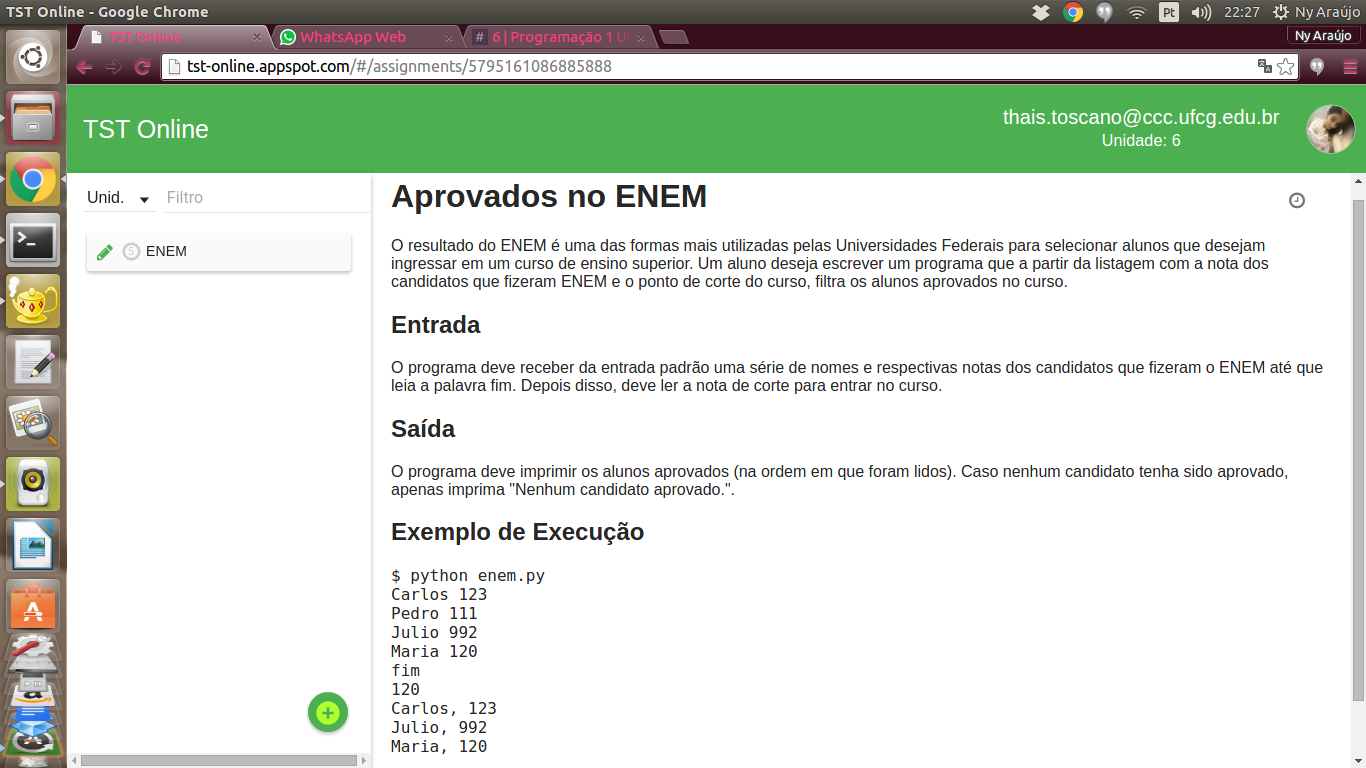 TST Online - Google Chrome
Pt
22:27
Ny Araújo
TST Online
WhatsApp Web
# 6 | Programação 1 U
Ny Araújo
tst-online.appspot.com/#/assignments/5795161086885888
TST Online
thais.toscano@ccc.ufcg.edu.br
Unidade: 6
Unid.
Filtro
5 ENEM
Aprovados no ENEM
O resultado do ENEM é uma das formas mais utilizadas pelas Universidades Federais para selecionar alunos que desejam
ingressar em um curso de ensino superior. Um aluno deseja escrever um programa que a partir da listagem com a nota dos
candidatos que fizeram ENEM e o ponto de corte do curso, filtra os alunos aprovados no curso.
Entrada
O programa deve receber da entrada padrão uma série de nomes e respectivas notas dos candidatos que fizeram o ENEM até que
leia a palavra fim. Depois disso, deve ler a nota de corte para entrar no curso.
Saída
O programa deve imprimir os alunos aprovados (na ordem em que foram lidos). Caso nenhum candidato tenha sido aprovado,
apenas imprima "Nenhum candidato aprovado.".
Exemplo de Execução
$ python enem.py
Carlos 123
Pedro 111
Julio 992
Maria 120
fim
120
Carlos, 123
Julio, 992
Maria, 120